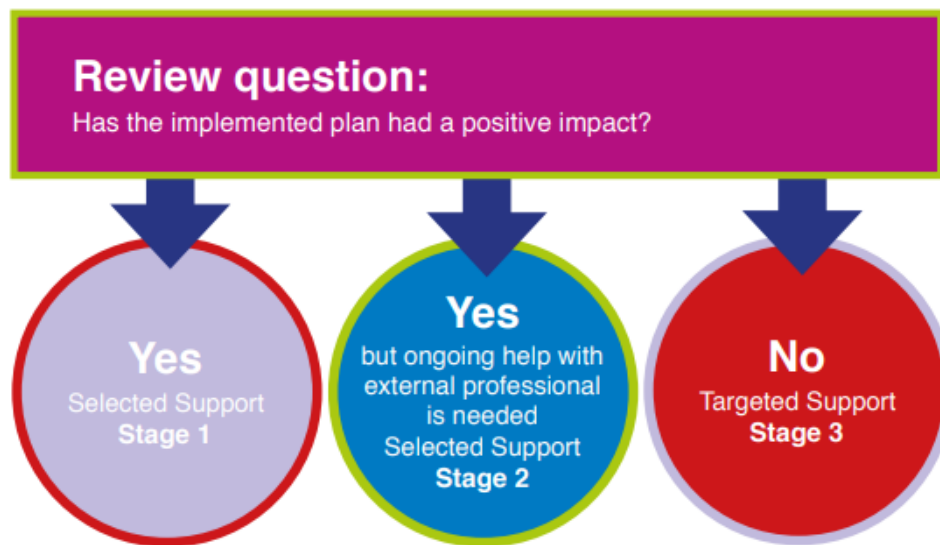 Review question:
Has the implemented plan had a positive impact?
Yes
Selected Support
Stage 1
Yes
but ongoing help with
external professional
is needed
Selected Support
Stage 2
No
Targeted Support
Stage 3